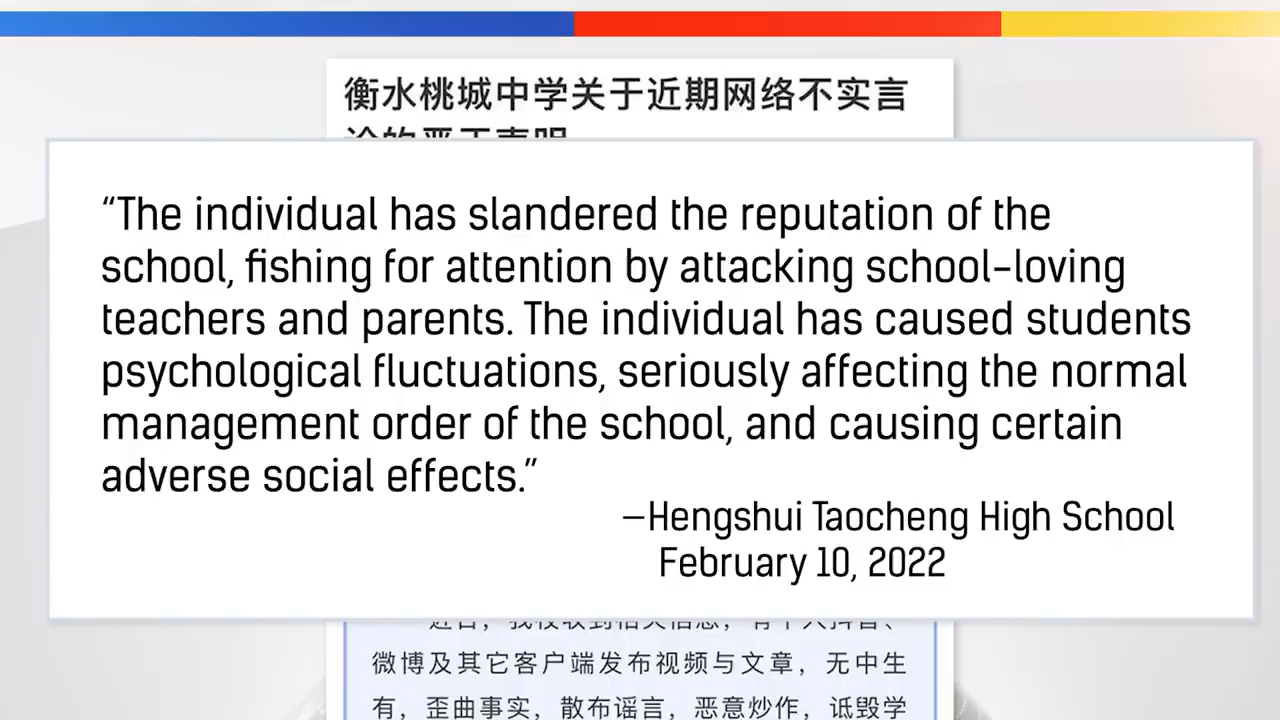 衡水桃城中学关于近期网络不实言
“The individual has slandered the reputation of the
school, fishing for attention by attacking school-loving
teachers and parents. The individual has caused students
psychological fluctuations, seriously affecting the normal
management order of the school, and causing certain
adverse social effects.”
–Hengshui Taocheng High School
February 10, 2022
微博及其它客户端发布视频与文章，无中生
有，歪曲事实，散布谣言，恶意炒作，诋毁学